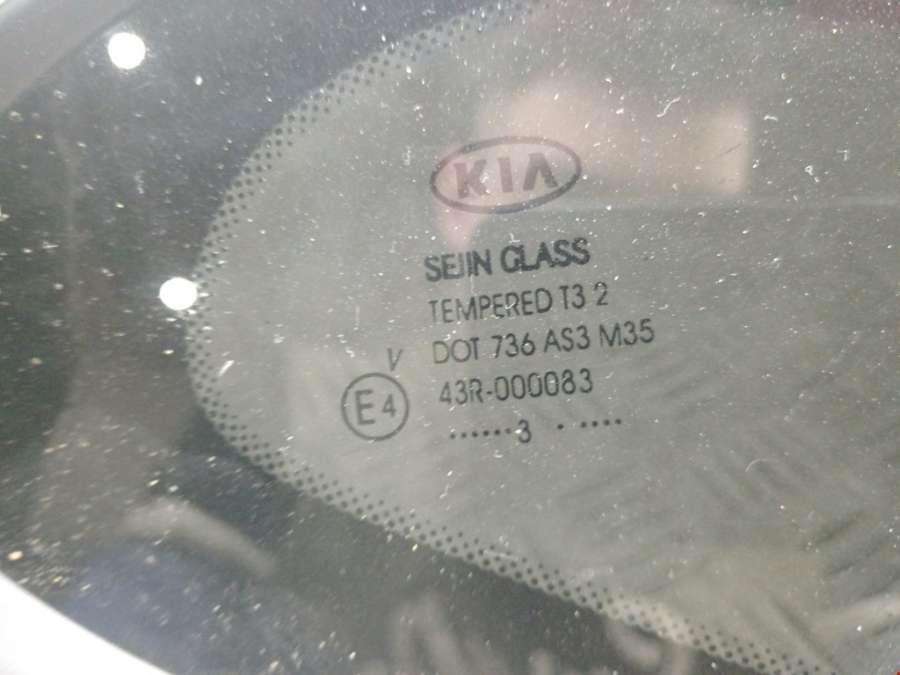 KIA
SEJIN GLASS
TEMPERED T3 2
DOT 736 AS3 M35
V
E4
43R-000083
······3 · ····